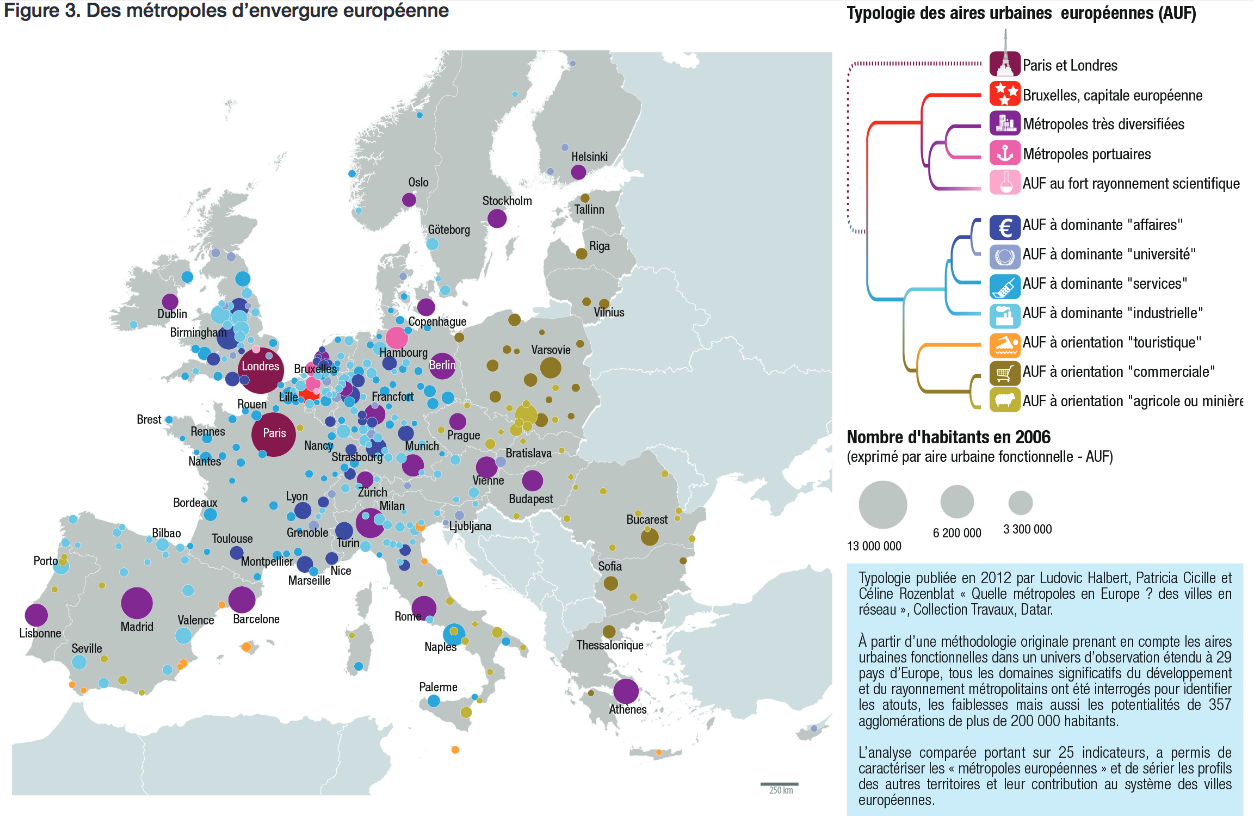 Figure 3. Des métropoles d'envergure européenne
Typologie des aires urbaines européennes (AUF)
Paris et Londres
Bruxelles, capitale européenne
Métropoles très diversifiées
Métropoles portuaires
AUF au fort rayonnement scientifique
AUF à dominante "affaires"
AUF à dominante "université"
AUF à dominante "services"
AUF à dominante "industrielle"
AUF à orientation "touristique"
AUF à orientation "commerciale"
AUF à orientation "agricole ou minière
Nombre d'habitants en 2006
(exprimé par aire urbaine fonctionnelle - AUF)
13 000 000
6 200 000
3 300 000
Typologie publiée en 2012 par Ludovic Halbert, Patricia Cicille et
Céline Rozenblat « Quelle métropoles en Europe ? des villes en
réseau », Collection Travaux, Datar.
À partir d'une méthodologie originale prenant en compte les aires
urbaines fonctionnelles dans un univers d'observation étendu à 29
pays d'Europe, tous les domaines significatifs du développement
et du rayonnement métropolitains ont été interrogés pour identifier
les atouts, les faiblesses mais aussi les potentialités de 357
agglomérations de plus de 200 000 habitants.
L'analyse comparée portant sur 25 indicateurs, a permis de
caractériser les « métropoles européennes » et de sérier les profils
des autres territoires et leur contribution au système des villes
européennes.
Helsinki
Oslo
Stockholm
Tallinn
Göteborg
Riga
Dublin
Vilnius
Copenhague
Birmingham
Hambourg
Varsovie
Londres
Bruxelles
Berlin
Lille
Francfort
Rouen
Brest
Rennes
Paris
Prague
Nancy
Munich
Strasbourg
Bratislava
Nantes
Vienne
Zürich
Budapest
Bordeaux
Lyon
Milan
Bucarest
Grenoble
Ljubljana
Bilbao
Toulouse
Turin
Porto
Montpellier
Nice
Marseille
Sofia
Madrid
Valence
Barcelone
Rome
Lisbonne
Seville
Naples
Thessalonique
Palerme
Athènes
250 km